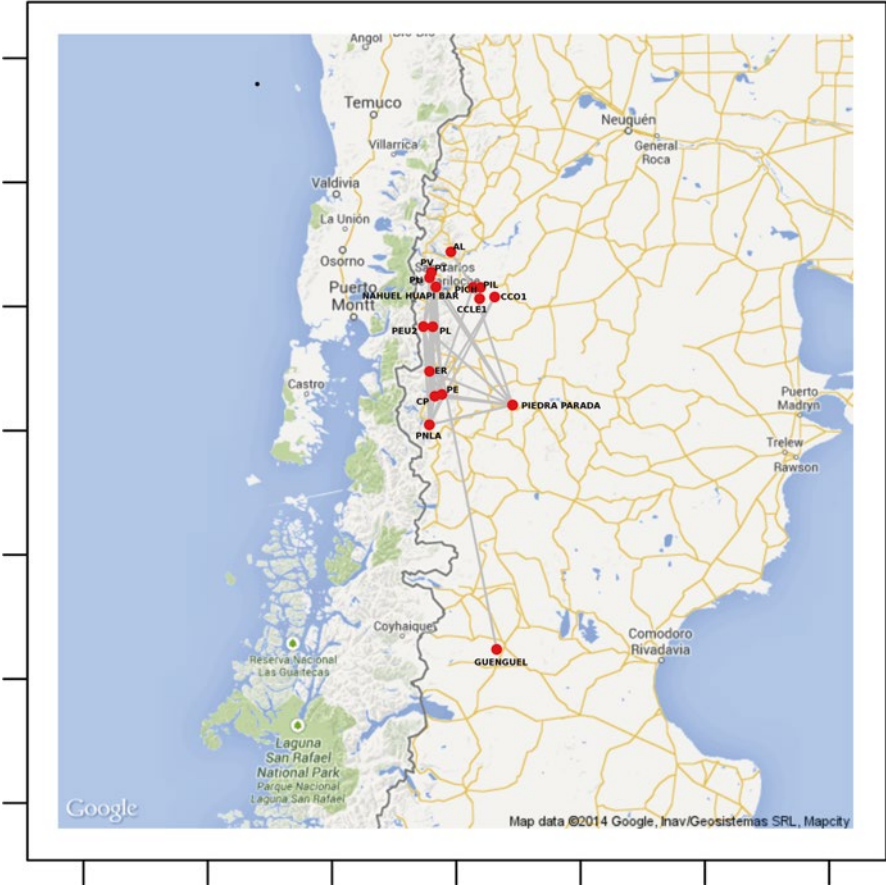 Angol
Temuco
Neuquén
Villarrica
General
Roca
Valdivia
La Unión
AL
Osorno
PV
PT
PIL
Puerto
Montt
PICH
NAHUEL HUAPI BAR
CCO1
CCLE1
PEU2
PL
ER
Castro
PE
CP
Puerto
Madryn
PIEDRA PARADA
PNLA
Trelew
Rawson
Coyhaique
Comodoro
Rivadavia
GUENGUEL
Reserva Nacional
Las Guaitecas
Laguna
San Rafael
National Park
Parque Nacional
Laguna San Rafael
Google
Map data ©2014 Google, Inav/Geosistemas SRL, Mapcity